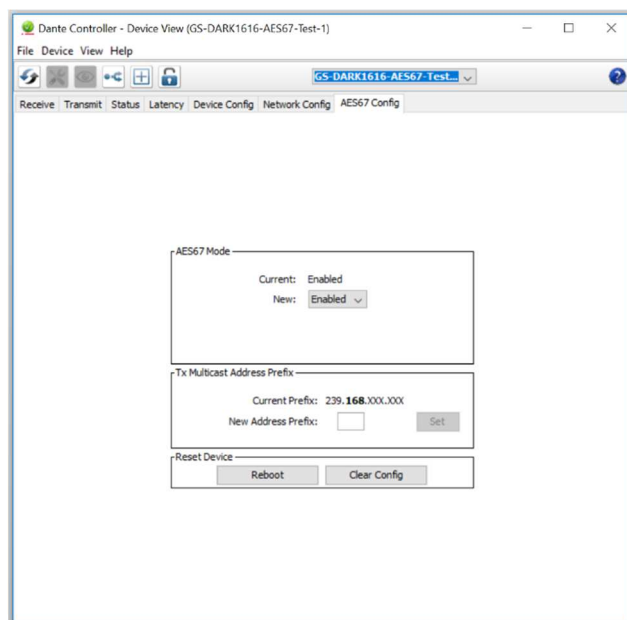 Dante Controller - Device View (GS-DARK1616-AES67-Test-1)
File Device View Help
GS-DARK1616-AES67-Test...
Receive Transmit Status Latency Device Config Network Config AES67 Config
AES67 Mode
Current: Enabled
New: Enabled
Tx Multicast Address Prefix
Current Prefix: 239.168.XXX.XXX
New Address Prefix: Set
Reset Device
Reboot Clear Config